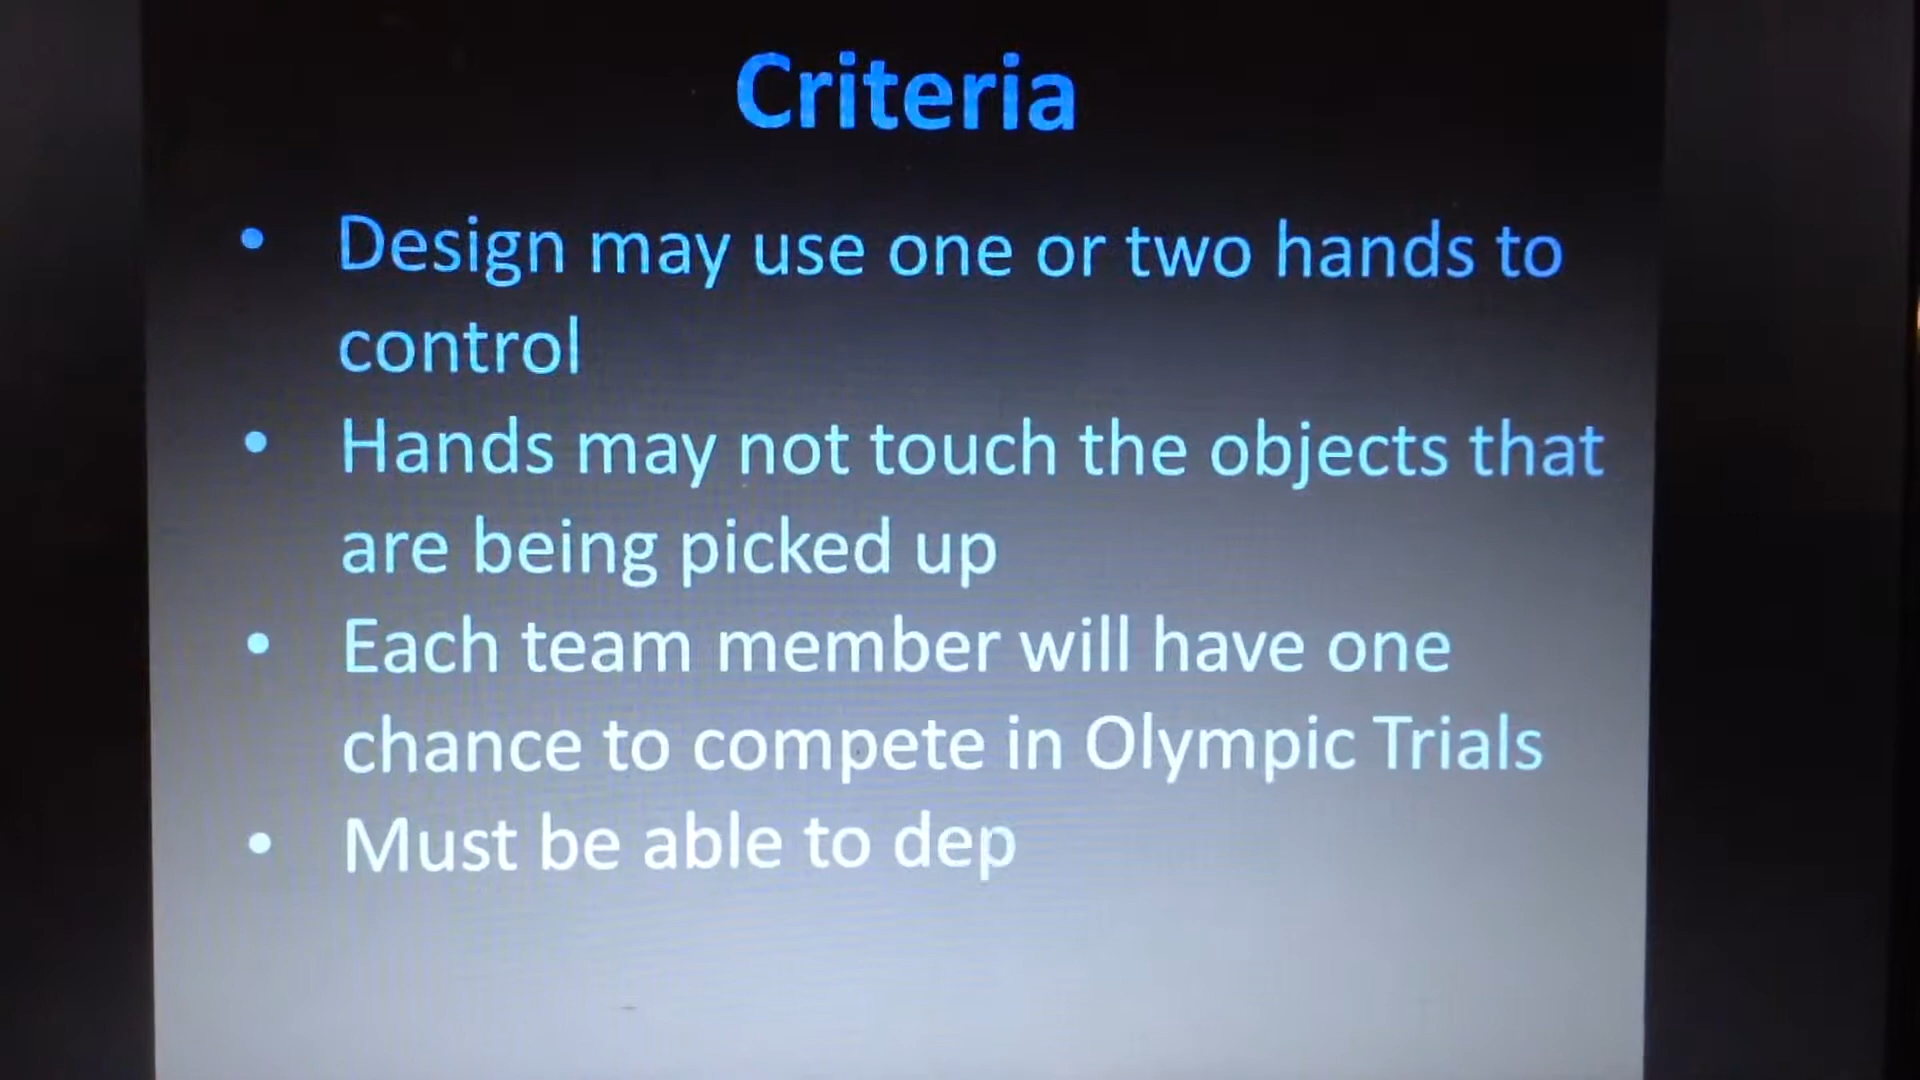 Criteria
• Design may use one or two hands to
control
• Hands may not touch the objects that
are being picked up
• Each team member will have one
chance to compete in Olympic Trials
• Must be able to dep